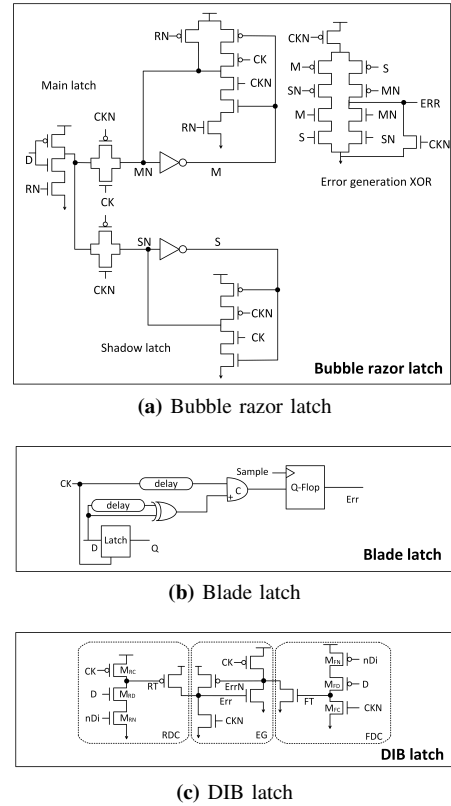 RN
CK
CKN
RN
Main latch
CKN
D
RN
MN
M
CK
CKN
M
S
SN
MN
ERR
M
MN
S
SN
CKN
Error generation XOR
SN
S
CKN
CKN
CK
Shadow latch
Bubble razor latch
(a) Bubble razor latch
Sample
CK
delay
delay
C
+
Q-Flop
Err
D
Latch
Q
Blade latch
(b) Blade latch
CK
MRC
RT
D
MRD
nDi
MRN
RDC
CK
ErrN
Err
CKN
EG
FT
MFN
nDi
MFD
D
MFC
CKN
FDC
DIB latch
(c) DIB latch